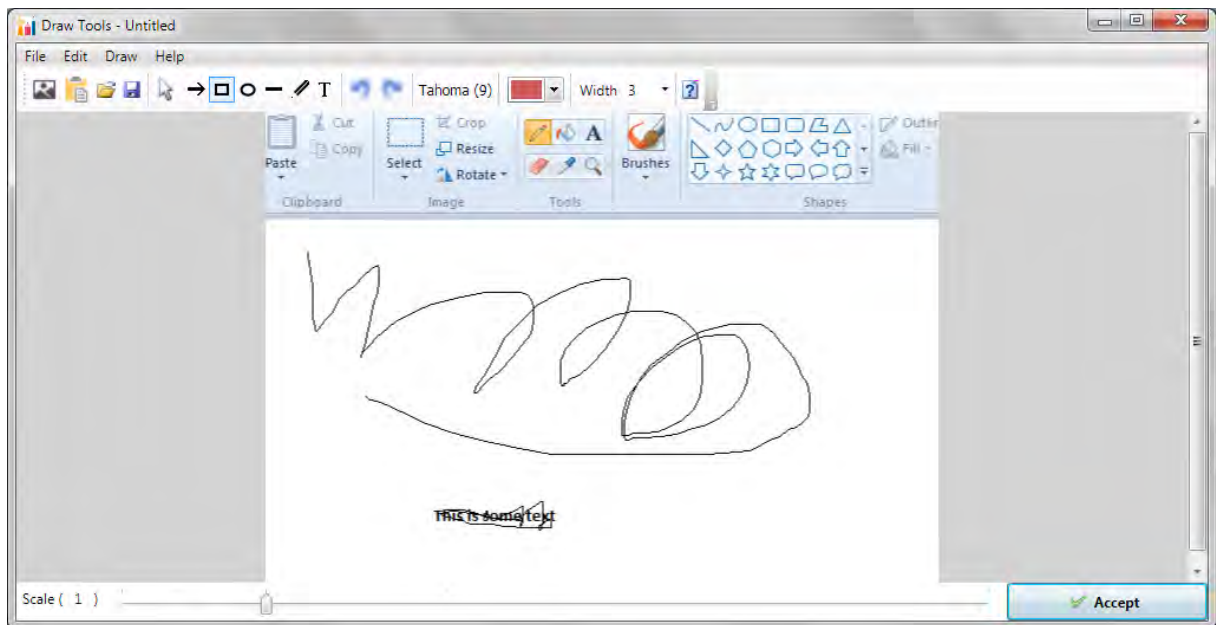 Draw Tools - Untitled
File Edit Draw Help
T Tahoma (9) Width 3
Cut Crop A Outlin
Copy Resize Fill
Paste Select Rotate Brushes
Clipboard Image Tools Shapes
This is some text
Scale ( 1 ) Accept